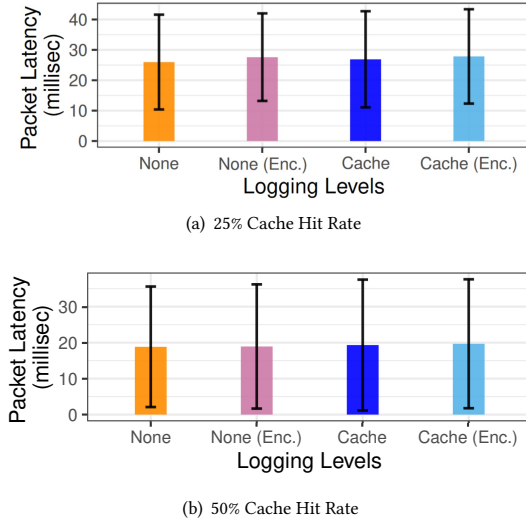 Packet Latency
(millisec)
40
30
20
10
0
None
None (Enc.)
Cache
Cache (Enc.)
Logging Levels
(a) 25% Cache Hit Rate
Packet Latency
(millisec)
30
20
10
0
None
None (Enc.)
Cache
Cache (Enc.)
Logging Levels
(b) 50% Cache Hit Rate